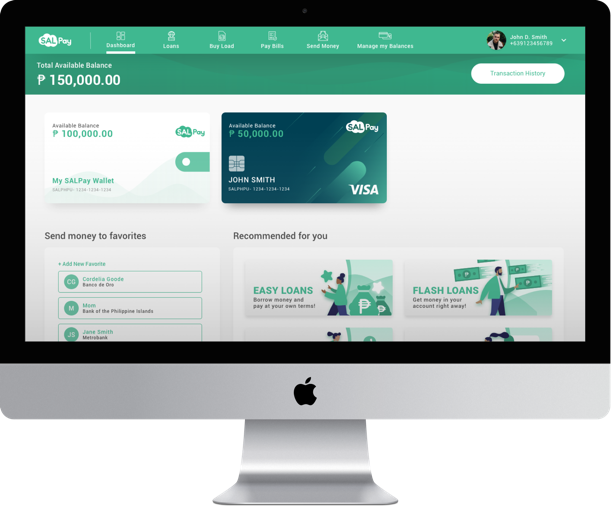 SALPay
Dashboard
Loans
Buy Load
Pay Bills
Send Money
Manage my Balances
John D. Smith
+639123456789
Total Available Balance
₱ 150,000.00
Transaction History
Available Balance
₱ 100,000.00
SALPay
My SALPay Wallet
SALPHPU- 1234-1234-1234
Available Balance
₱ 50,000.00
SALPay
JOHN SMITH
SALPHPU- 1234-1234-1234
VISA
Send money to favorites
+ Add New Favorite
CG
Cordelia Goode
Banco de Oro
M
Mom
Bank of the Philippine Islands
JS
Jane Smith
Metrobank
Recommended for you
EASY LOANS
Borrow money and
pay at your own terms!
₱
₱
FLASH LOANS
Get money in your
account right away!